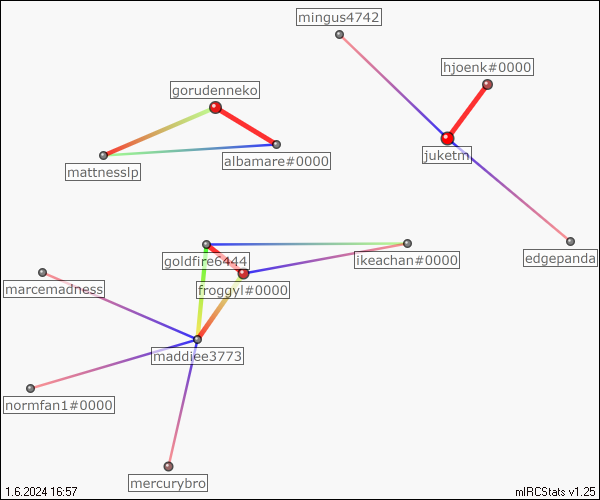 mingus4742
hjoenk#0000
gorudenneko
juketm
albamare#0000
mattnesslp
edgepanda
goldfire6444
ikeachan#0000
marcemadness
froggyl#0000
maddiee3773
normfan1#0000
mercurybro
1.6.2024 16:57
mIRCStats v1.25